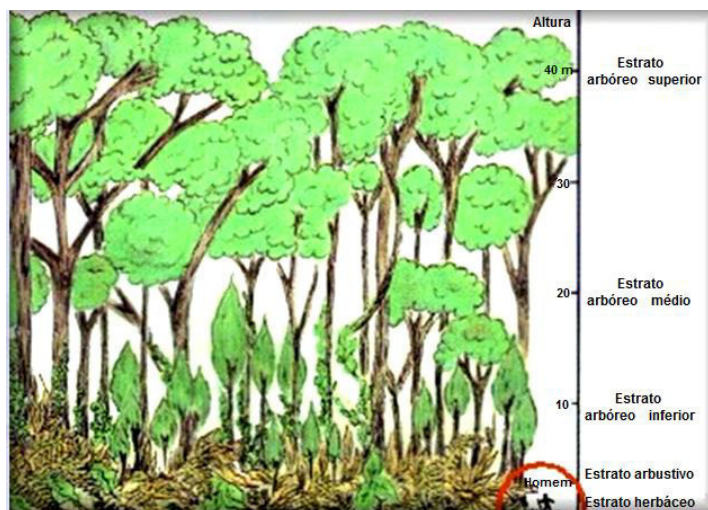 Altura
Estrato
arbóreo superior
40 m
30
Estrato
arbóreo médio
20
Estrato
arbóreo inferior
10
Estrato arbustivo
Homem
Estrato herbáceo